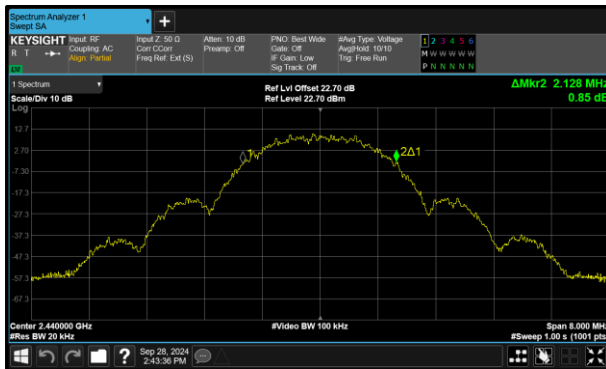 Spectrum Analyzer 1
Swept SA
KEYSIGHT
R T
Input: RF
Coupling: AC
Align: Partial
Input Z: 50 Ω
Corr CCorr
Freq Ref: Ext (S)
Atten: 10 dB
Preamp: Off
PNO: Best Wide
Gate: Off
IF Gain: Low
Sig Track: Off
#Avg Type: Voltage
Avg|Hold: 10/10
Trig: Free Run
1 2 3 4 5 6
M W W W W W
P N N N N N
1 Spectrum
Scale/Div 10 dB
Ref Lvl Offset 22.70 dB
Ref Level 22.70 dBm
ΔMkr2 2.128 MHz
0.85 dB
Log
12.7
2.70
-7.30
-17.3
-27.3
-37.3
-47.3
-57.3
-67.3
1
2Δ1
Center 2.440000 GHz
#Res BW 20 kHz
#Video BW 100 kHz
Span 8.000 MHz
#Sweep 1.00 s (1001 pts)
Sep 28, 2024
2:43:36 PM